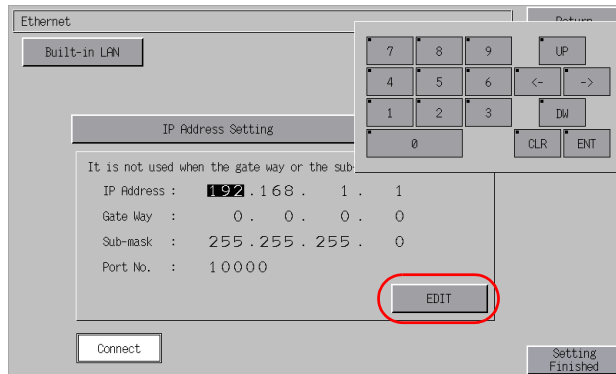 Ethernet
Return
Built-in LAN
7 8 9 UP
4 5 6 <- ->
1 2 3 DW
0 CLR ENT
IP Address Setting
It is not used when the gate way or the sub-
IP Address : 192 . 168 . 1 . 1
Gate Way : 0 . 0 . 0 . 0
Sub-mask : 255 . 255 . 255 . 0
Port No. : 10000
EDIT
Connect
Setting
Finished